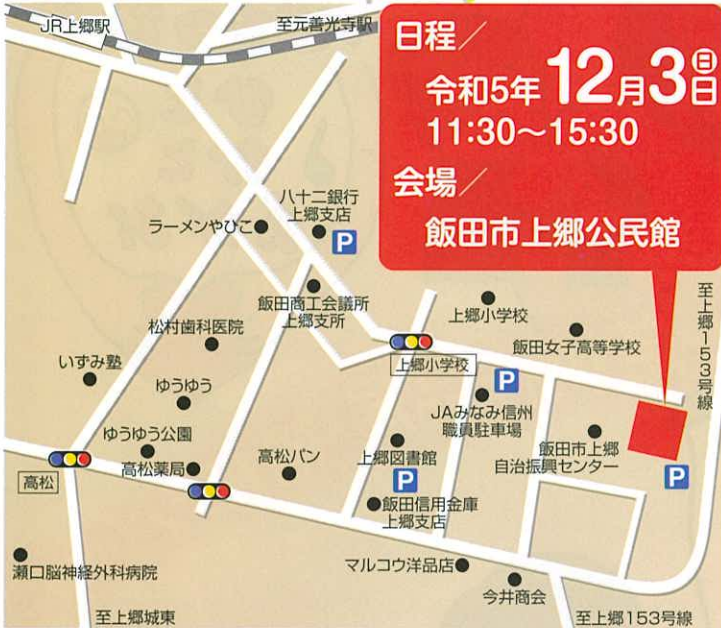 JR上郷駅
至元善光寺駅
日程／
令和5年12月3日㊐
11:30〜15:30
会場／
飯田市上郷公民館
八十二銀行
上郷支店
P
ラーメンやひこ
飯田商工会議所
上郷支所
松村歯科医院
いずみ塾
ゆうゆう
ゆうゆう公園
高松薬局
高松
高松パン
上郷小学校
上郷小学校
飯田女子高等学校
至上郷153号線
P
JAみなみ信州
職員駐車場
上郷図書館
P
飯田信用金庫
上郷支店
飯田市上郷
自治振興センター
P
瀬口脳神経外科病院
マルコウ洋品店
今井商会
至上郷城東
至上郷153号線